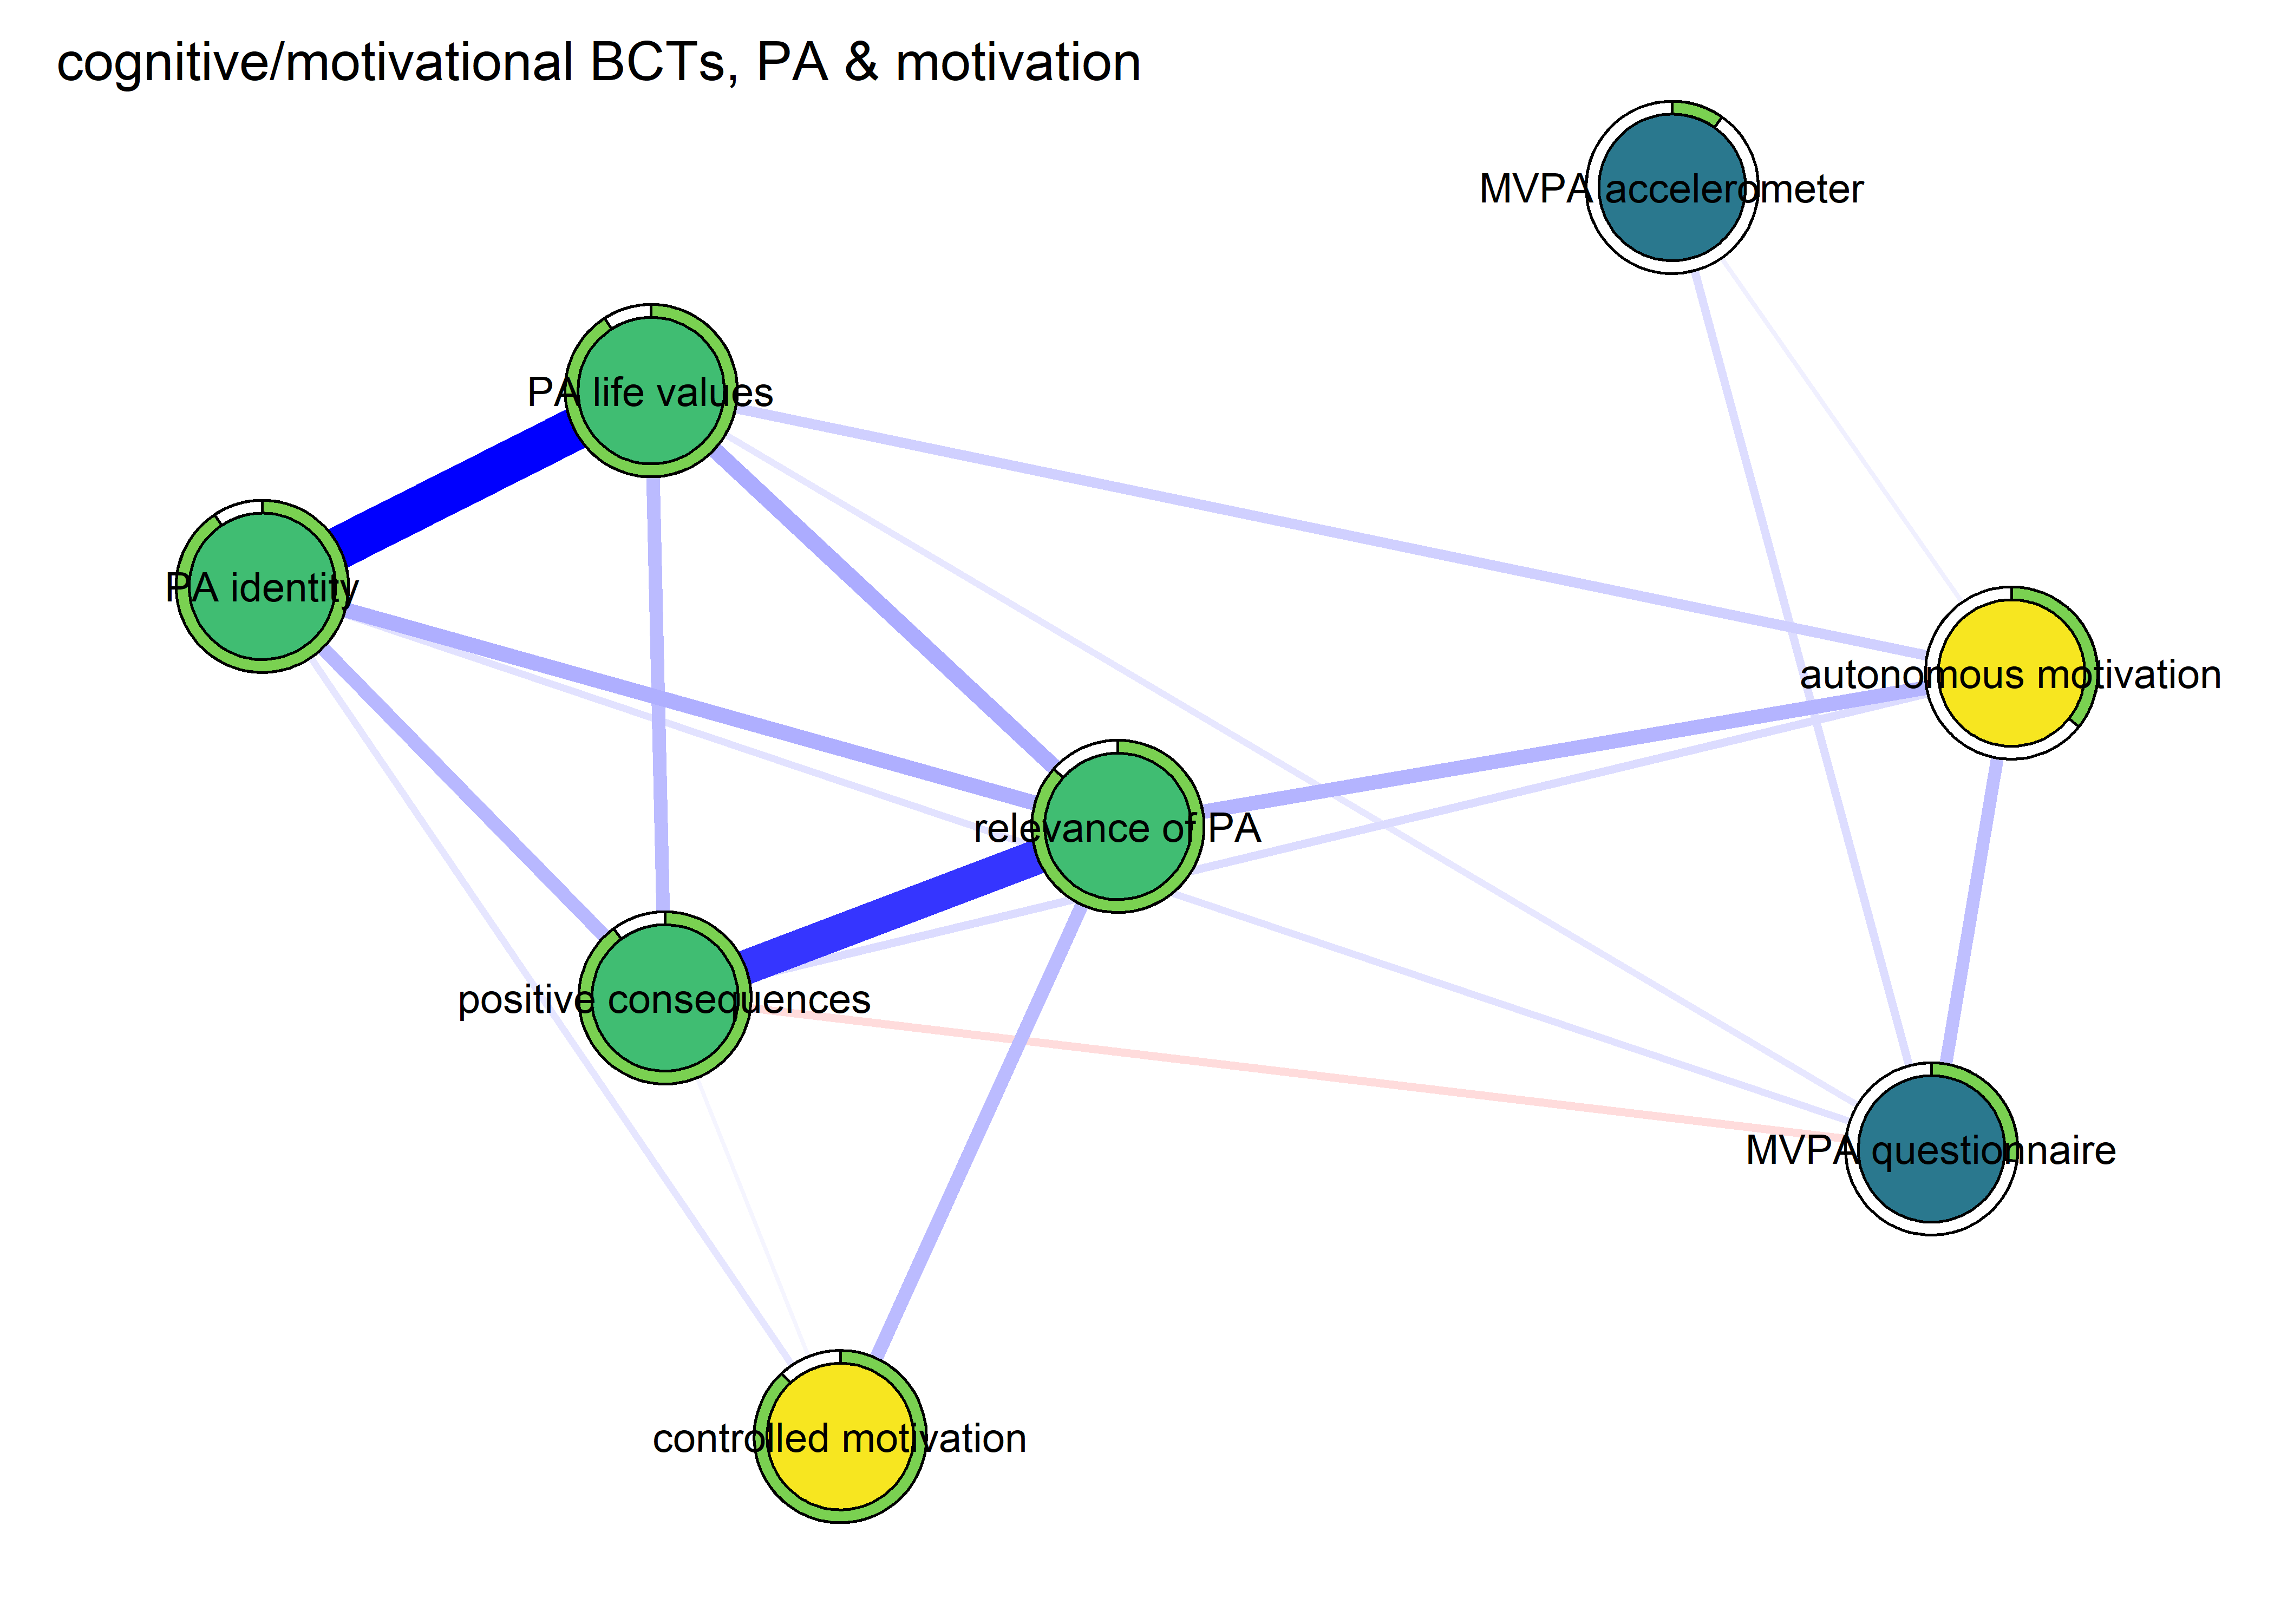 cognitive/motivational BCTs, PA & motivation
MVPA accelerometer
PA life values
PA identity
autonomous motivation
relevance of PA
positive consequences
MVPA questionnaire
controlled motivation